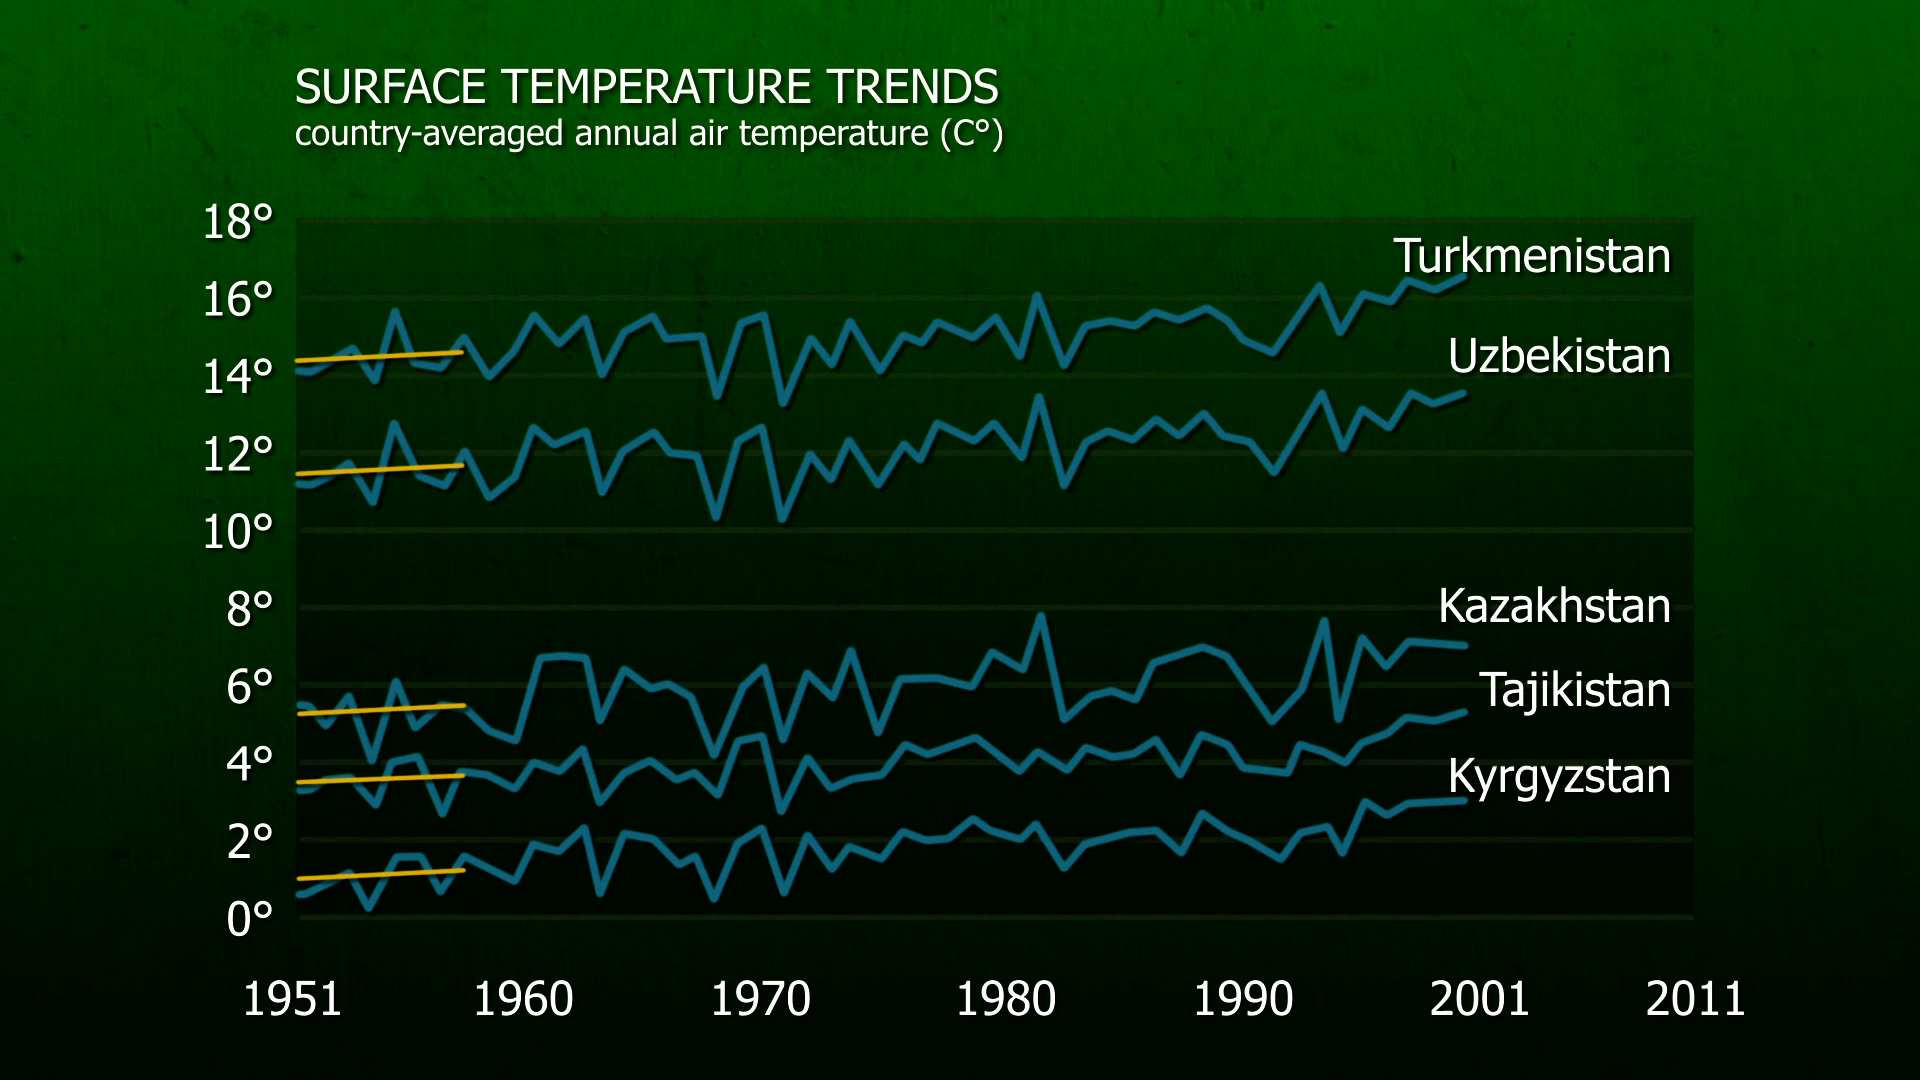 SURFACE TEMPERATURE TRENDS
country-averaged annual air temperature (C°)
18°
Turkmenistan
16°
Uzbekistan
14°
12°
10°
8°
Kazakhstan
6°
Tajikistan
4°
Kyrgyzstan
2°
0°
1951 1960 1970 1980 1990 2001 2011